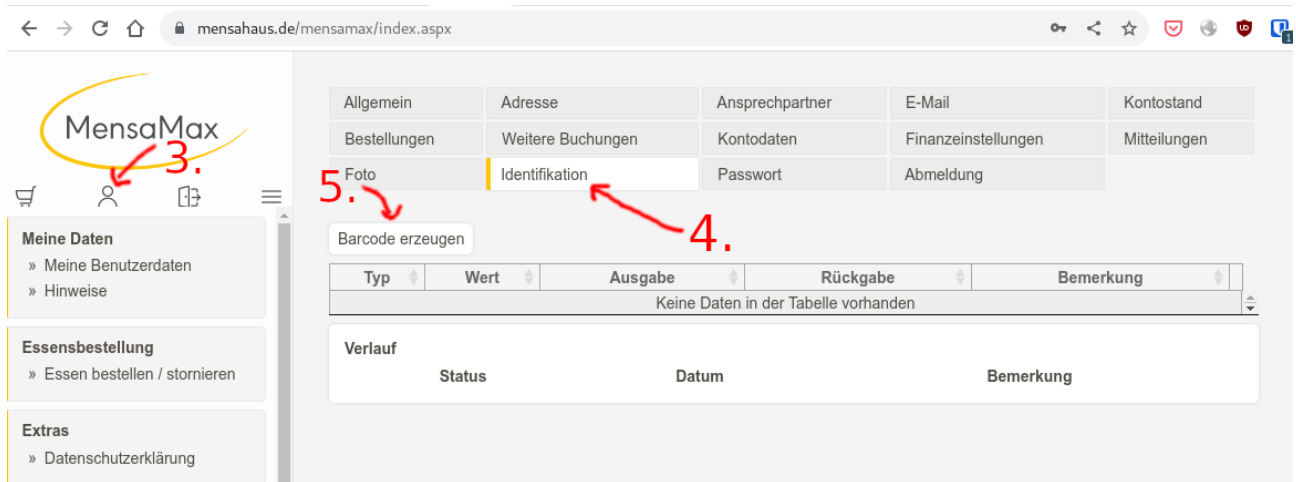 mensahaus.de/mensamax/index.aspx
1
MensaMax
3.
Allgemein Adresse Ansprechpartner E-Mail Kontostand
Bestellungen Weitere Buchungen Kontodaten Finanzeinstellungen Mitteilungen
Foto Identifikation Passwort Abmeldung
5.
4.
Meine Daten
» Meine Benutzerdaten
» Hinweise
Essensbestellung
» Essen bestellen / stornieren
Extras
» Datenschutzerklärung
Barcode erzeugen
Typ Wert Ausgabe Rückgabe Bemerkung
Keine Daten in der Tabelle vorhanden
Verlauf
Status Datum Bemerkung